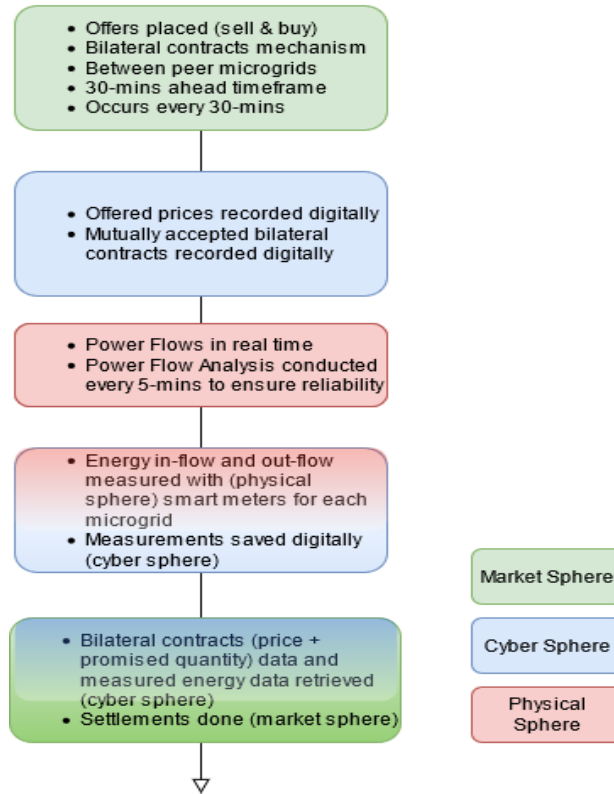 • Offers placed (sell & buy)
• Bilateral contracts mechanism
• Between peer microgrids
• 30-mins ahead timeframe
• Occurs every 30-mins
• Offered prices recorded digitally
• Mutually accepted bilateral
contracts recorded digitally
• Power Flows in real time
• Power Flow Analysis conducted
every 5-mins to ensure reliability
• Energy in-flow and out-flow
measured with (physical
sphere) smart meters for each
microgrid
• Measurements saved digitally
(cyber sphere)
• Bilateral contracts (price +
promised quantity) data and
measured energy data retrieved
(cyber sphere)
• Settlements done (market sphere)
Market Sphere
Cyber Sphere
Physical
Sphere